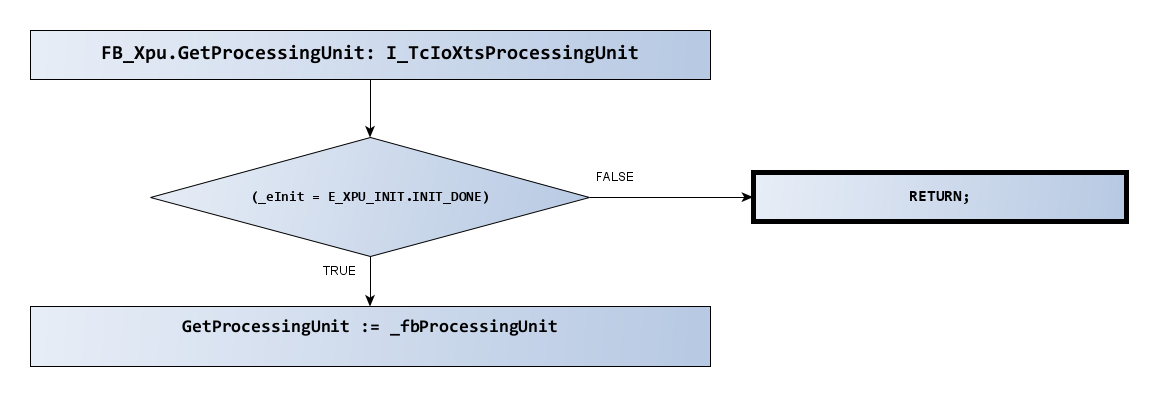 FB_Xpu.GetProcessingUnit: I_TcIoXtsProcessingUnit
(_eInit = E_XPU_INIT.INIT_DONE)
FALSE
RETURN;
TRUE
GetProcessingUnit := _fbProcessingUnit